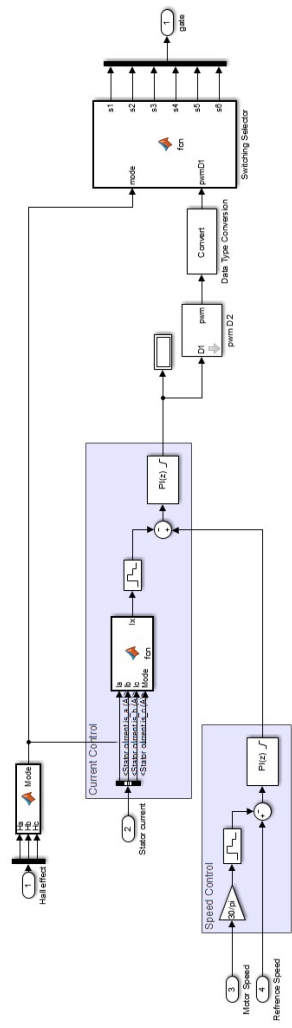 1
gate
s1
s2
s3
s4
s5
s6
fcn
mode
pwmD1
Switching Selector
Convert
Data Type Conversion
pwm
D1
pwm D2
Current Control
PI(z)
Ix
fcn
Ia
Ib
Ic
Mode
<Stator current is_a (A)
<Stator current is_b (A)
<Stator current is_c (A)
2
Stator current
Mode
Ha
Hb
Hc
1
Hall effect
Speed Control
PI(z)
30/pi
3
Motor Speed
4
Refrence Speed